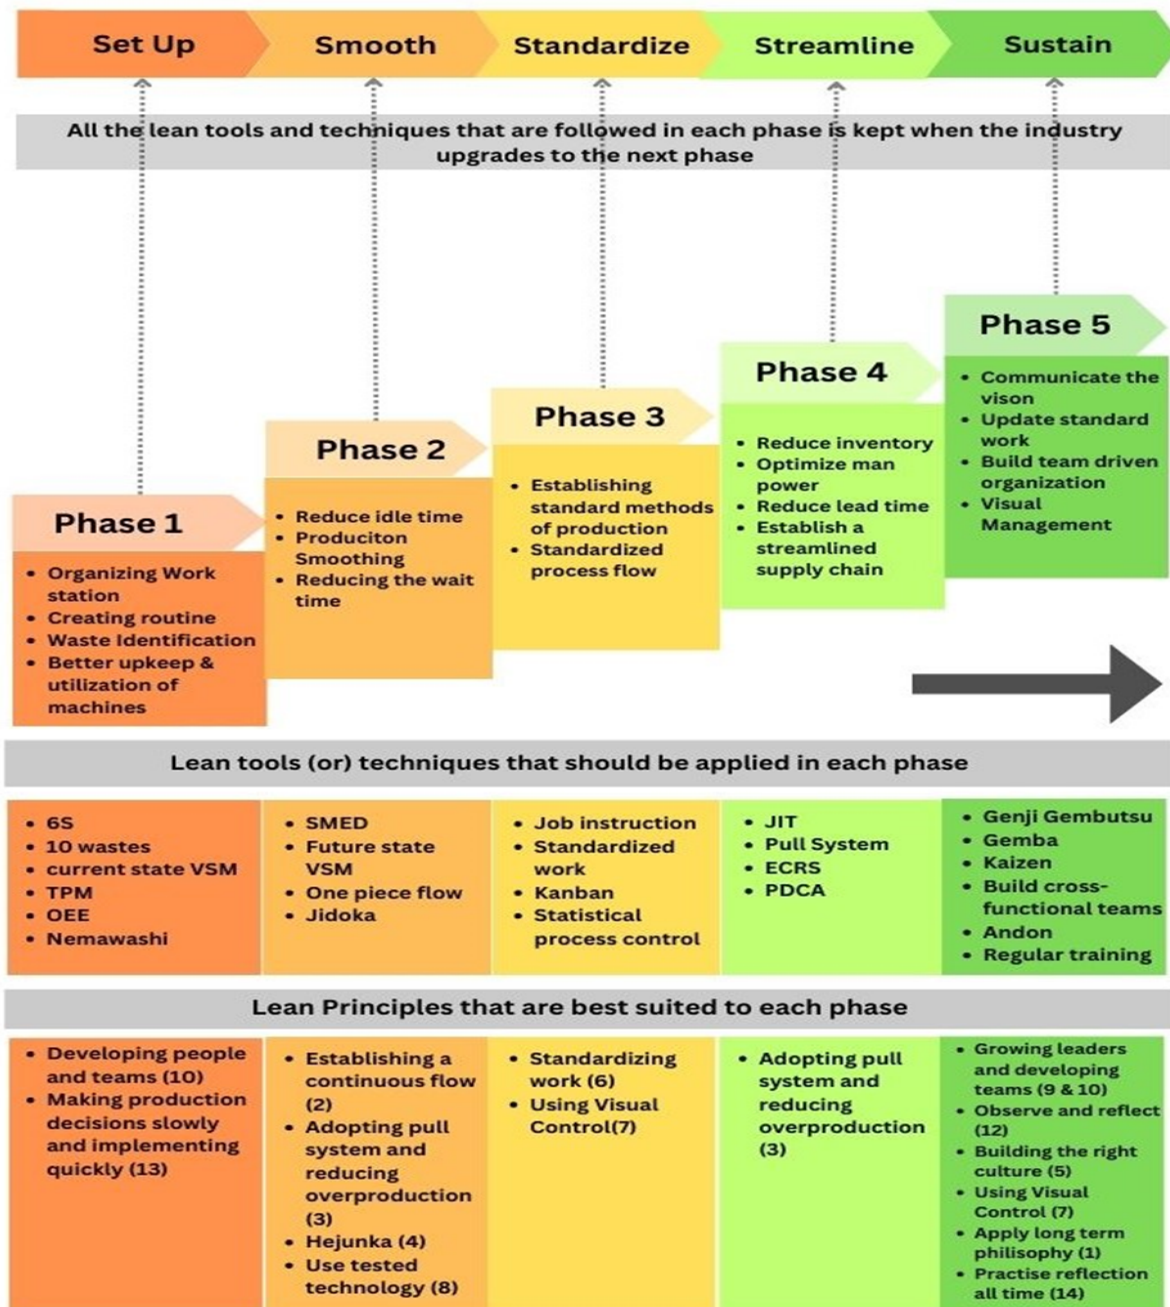 Set Up
Smooth
Standardize
Streamline
Sustain
All the lean tools and techniques that are followed in each phase is kept when the industry
upgrades to the next phase
Phase 1
• Organizing Work
station
• Creating routine
• Waste Identification
• Better upkeep &
utilization of
machines
Phase 2
• Reduce idle time
• Produciton
Smoothing
• Reducing the wait
time
Phase 3
• Establishing
standard methods
of production
• Standardized
process flow
Phase 4
• Reduce inventory
• Optimize man
power
• Reduce lead time
• Establish a
streamlined
supply chain
Phase 5
• Communicate the
vison
• Update standard
work
• Build team driven
organization
• Visual
Management
Lean tools (or) techniques that should be applied in each phase
• 6S
• 10 wastes
• current state VSM
• TPM
• OEE
• Nemawashi
• SMED
• Future state
VSM
• One piece flow
• Jidoka
• Job instruction
• Standardized
work
• Kanban
• Statistical
process control
• JIT
• Pull System
• ECRS
• PDCA
• Genji Gembutsu
• Gemba
• Kaizen
• Build cross-
functional teams
• Andon
• Regular training
Lean Principles that are best suited to each phase
• Developing people
and teams (10)
• Making production
decisions slowly
and implementing
quickly (13)
• Establishing a
continuous flow
(2)
• Adopting pull
system and
reducing
overproduction
(3)
• Hejunka (4)
• Use tested
technology (8)
• Standardizing
work (6)
• Using Visual
Control(7)
• Adopting pull
system and
reducing
overproduction
(3)
• Growing leaders
and developing
teams (9 & 10)
• Observe and reflect
(12)
• Building the right
culture (5)
• Using Visual
Control (7)
• Apply long term
philisophy (1)
• Practise reflection
all time (14)